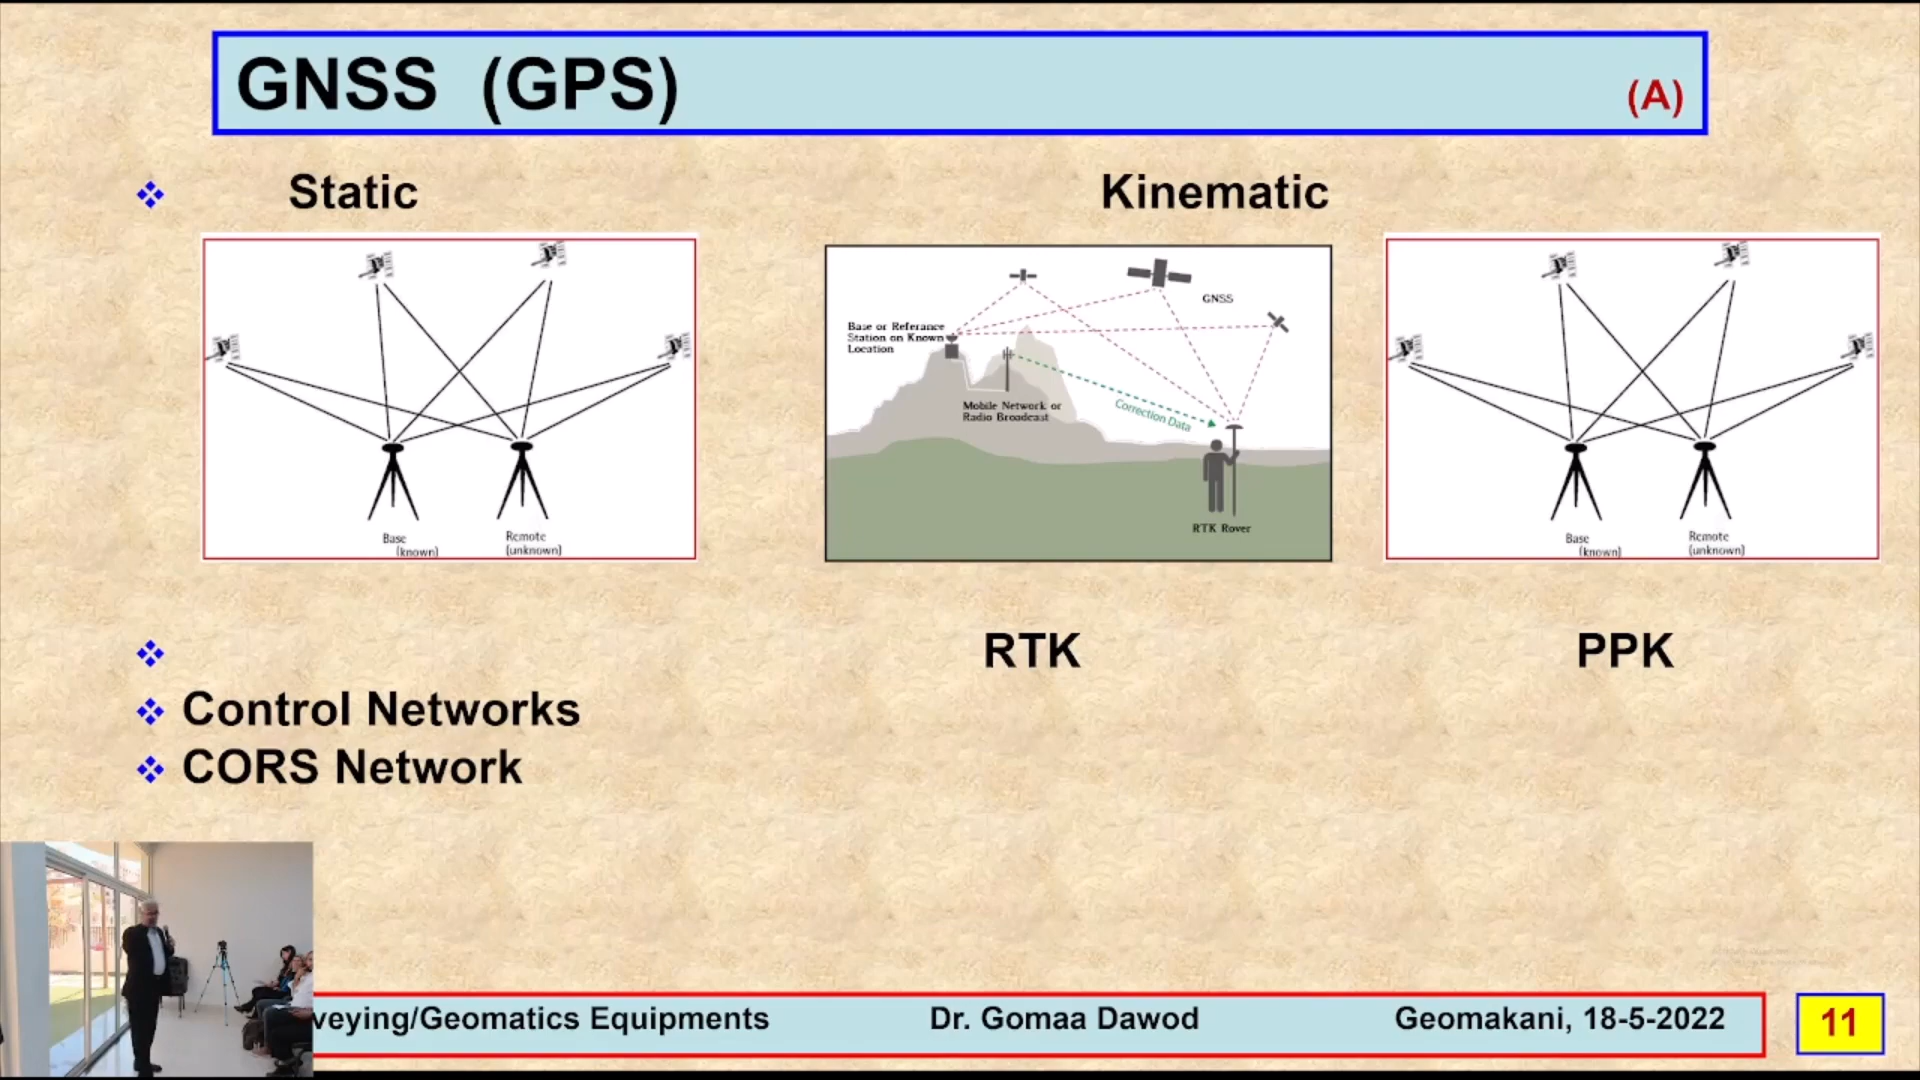 GNSS (GPS)
(A)
Static
Kinematic
Base
(known)
Remote
(unknown)
GNSS
Base or Referance
Station on Known
Location
Mobile Network or
Radio Broadcast
Correction Data
RTK Rover
Base
(known)
Remote
(unknown)
RTK
PPK
Control Networks
CORS Network
veying/Geomatics Equipments
Dr. Gomaa Dawod
Geomakani, 18-5-2022
11